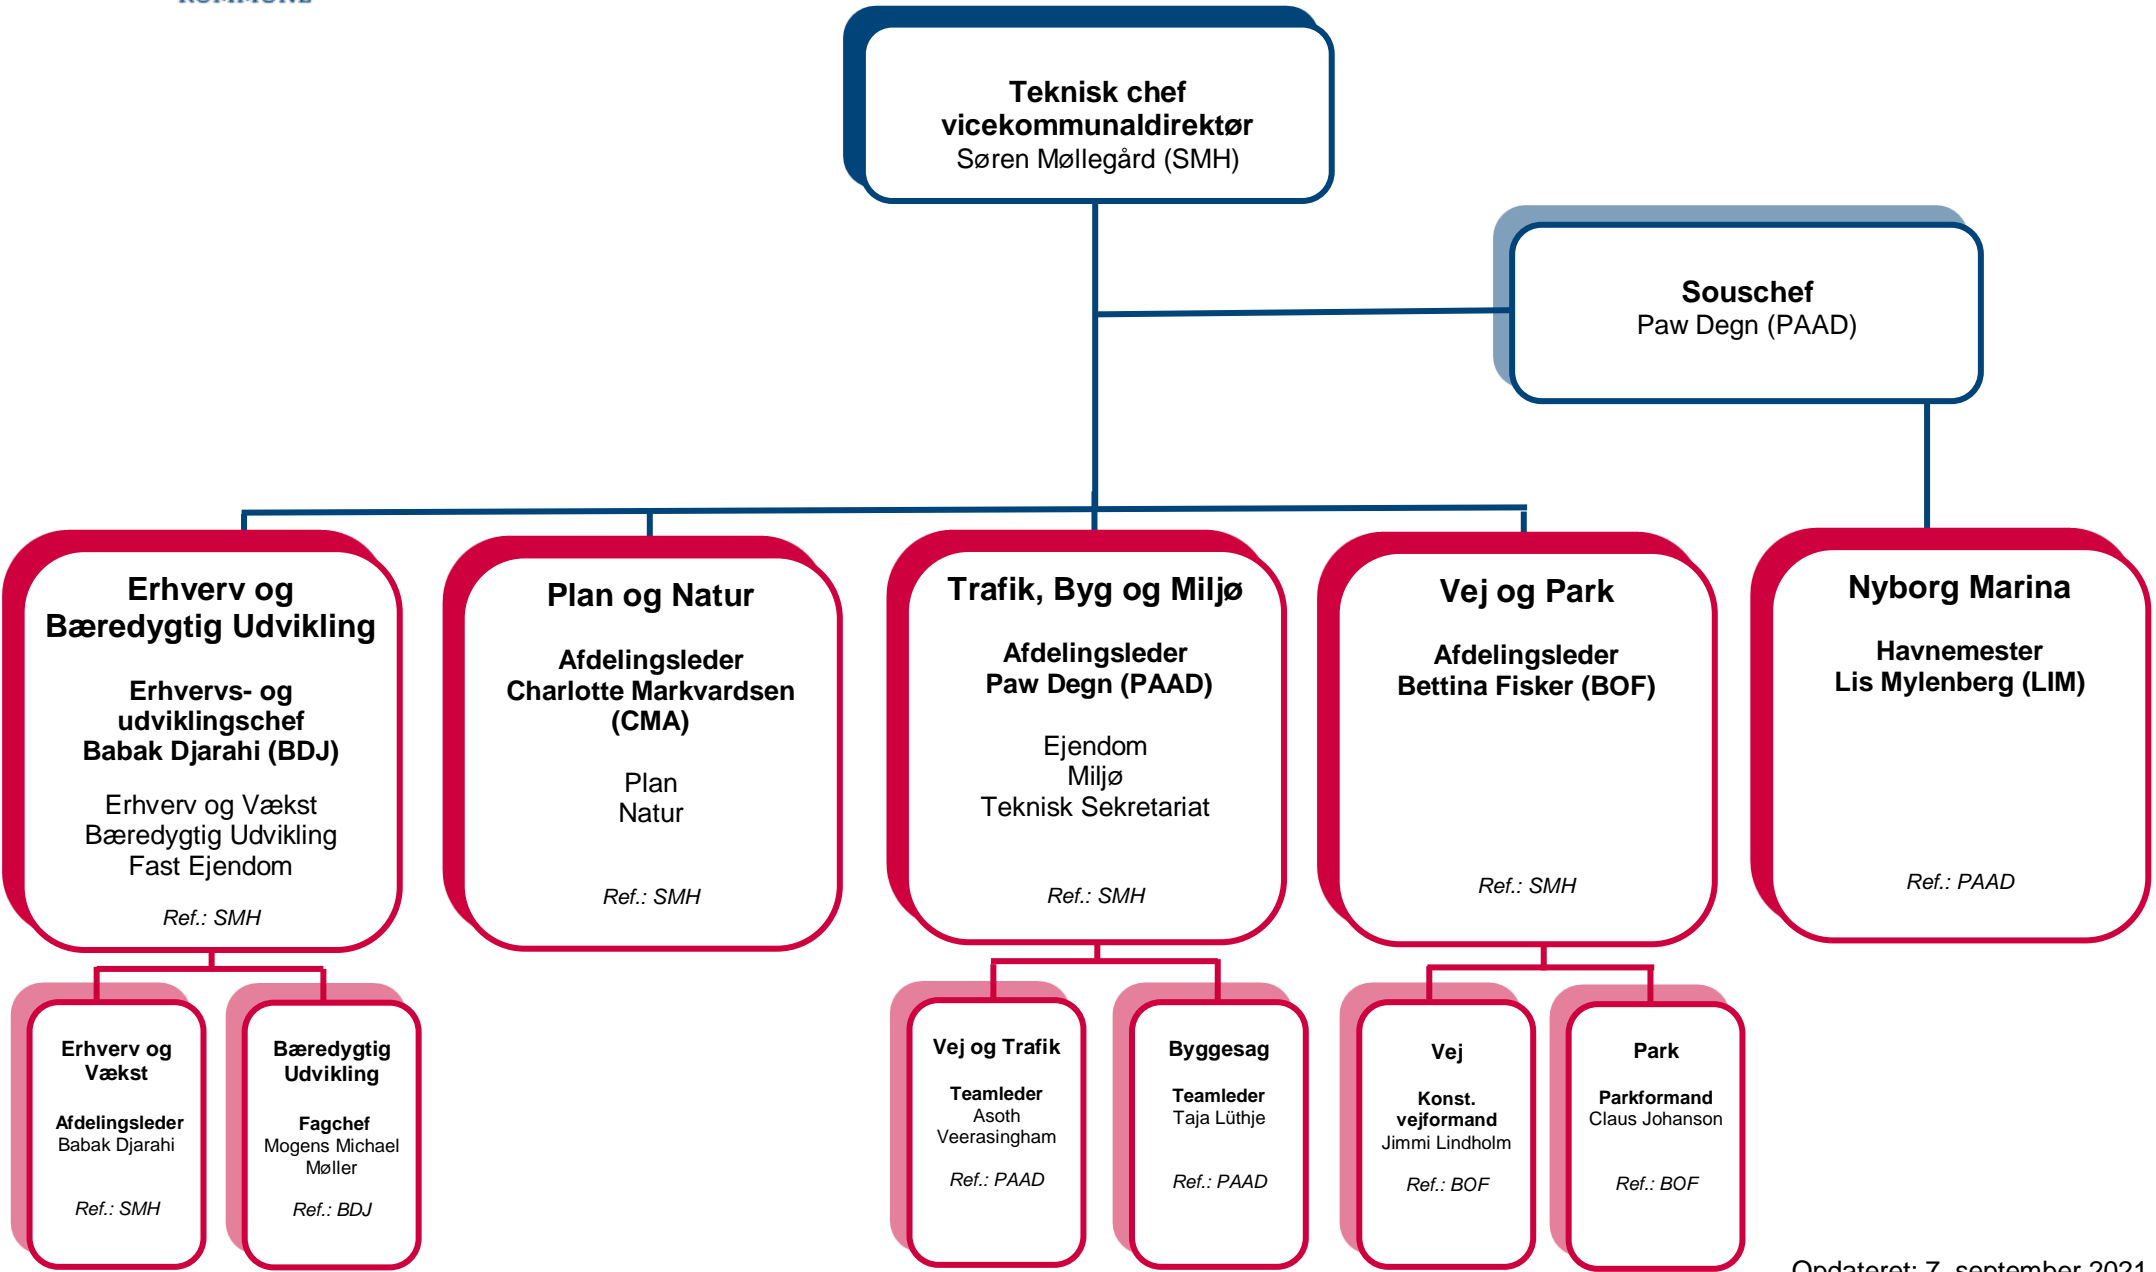 KOMMUNE
Teknisk chef
vicekommunaldirektør
Søren Møllegård (SMH)
Souschef
Paw Degn (PAAD)
Erhverv og
Bæredygtig Udvikling
Erhvervs- og
udviklingschef
Babak Djarahi (BDJ)
Erhverv og Vækst
Bæredygtig Udvikling
Fast Ejendom
Ref.: SMH
Plan og Natur
Afdelingsleder
Charlotte Markvardsen
(CMA)
Plan
Natur
Ref.: SMH
Trafik, Byg og Miljø
Afdelingsleder
Paw Degn (PAAD)
Ejendom
Miljø
Teknisk Sekretariat
Ref.: SMH
Vej og Park
Afdelingsleder
Bettina Fisker (BOF)
Ref.: SMH
Nyborg Marina
Havnemester
Lis Mylenberg (LIM)
Ref.: PAAD
Erhverv og
Vækst
Afdelingsleder
Babak Djarahi
Ref.: SMH
Bæredygtig
Udvikling
Fagchef
Mogens Michael
Møller
Ref.: BDJ
Vej og Trafik
Teamleder
Asoth
Veerasingham
Ref.: PAAD
Byggesag
Teamleder
Taja Lüthje
Ref.: PAAD
Vej
Konst.
vejformand
Jimmi Lindholm
Ref.: BOF
Park
Parkformand
Claus Johanson
Ref.: BOF
Opdateret: 7. september 2021